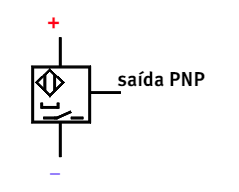 +
saída PNP
–